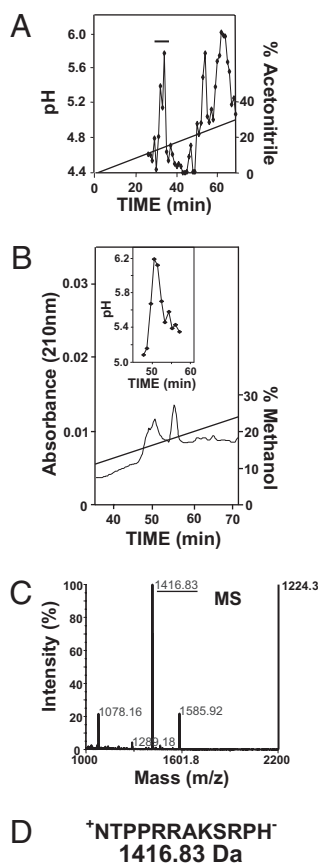 A
pH
6.0
5.6
5.2
4.8
4.4
40
20
0
% Acetonitrile
0 20 40 60
TIME (min)
B
Absorbance (210nm)
0.03
0.02
0.01
0
pH
6.2
5.8
5.4
5.0
50 60
TIME (min)
30
20
10
0
% Methanol
40 50 60 70
TIME (min)
C
Intensity (%)
100
80
60
40
20
0
1416.83
MS
1224.3
1078.16
1289.18
1585.92
1000 1601.8 2200
Mass (m/z)
D
+NTPPRRAKSRPH-
1416.83 Da